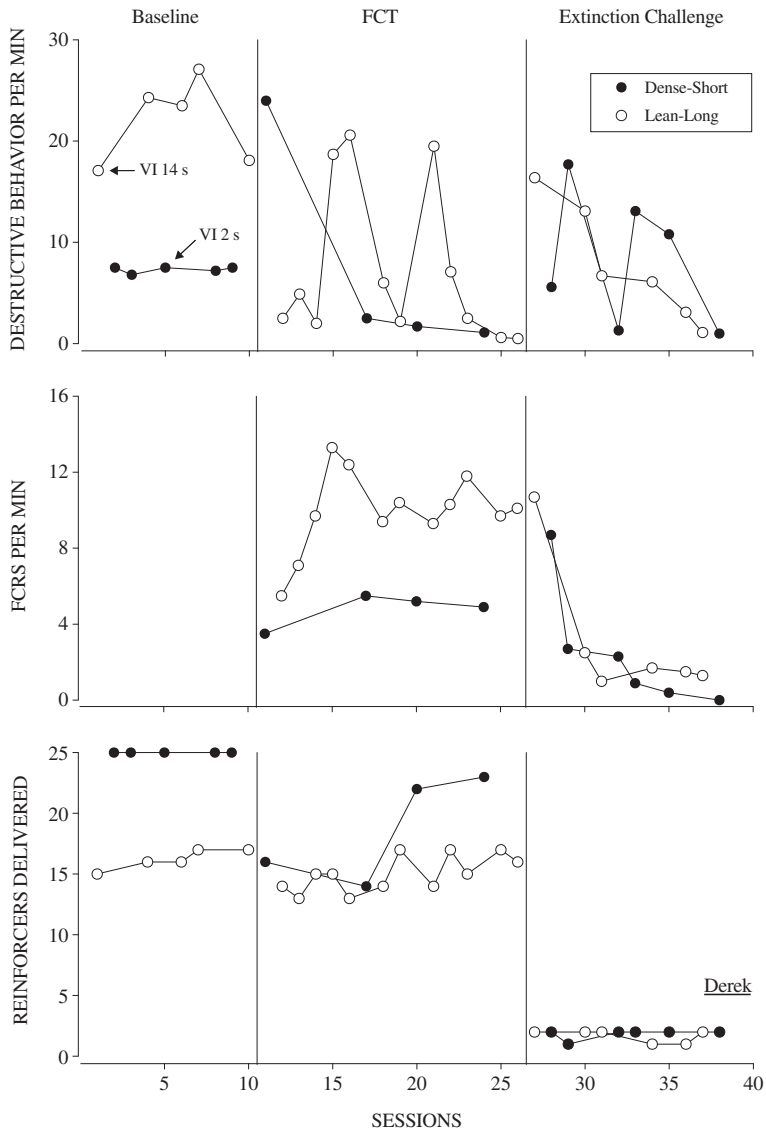 Baseline
FCT
Extinction Challenge
DESTRUCTIVE BEHAVIOR PER MIN
30
20
10
0
Dense-Short
Lean-Long
VI 14 s
VI 2 s
FCRS PER MIN
16
12
8
4
0
REINFORCERS DELIVERED
25
20
15
10
5
0
Derek
5
10
15
20
25
30
35
40
SESSIONS